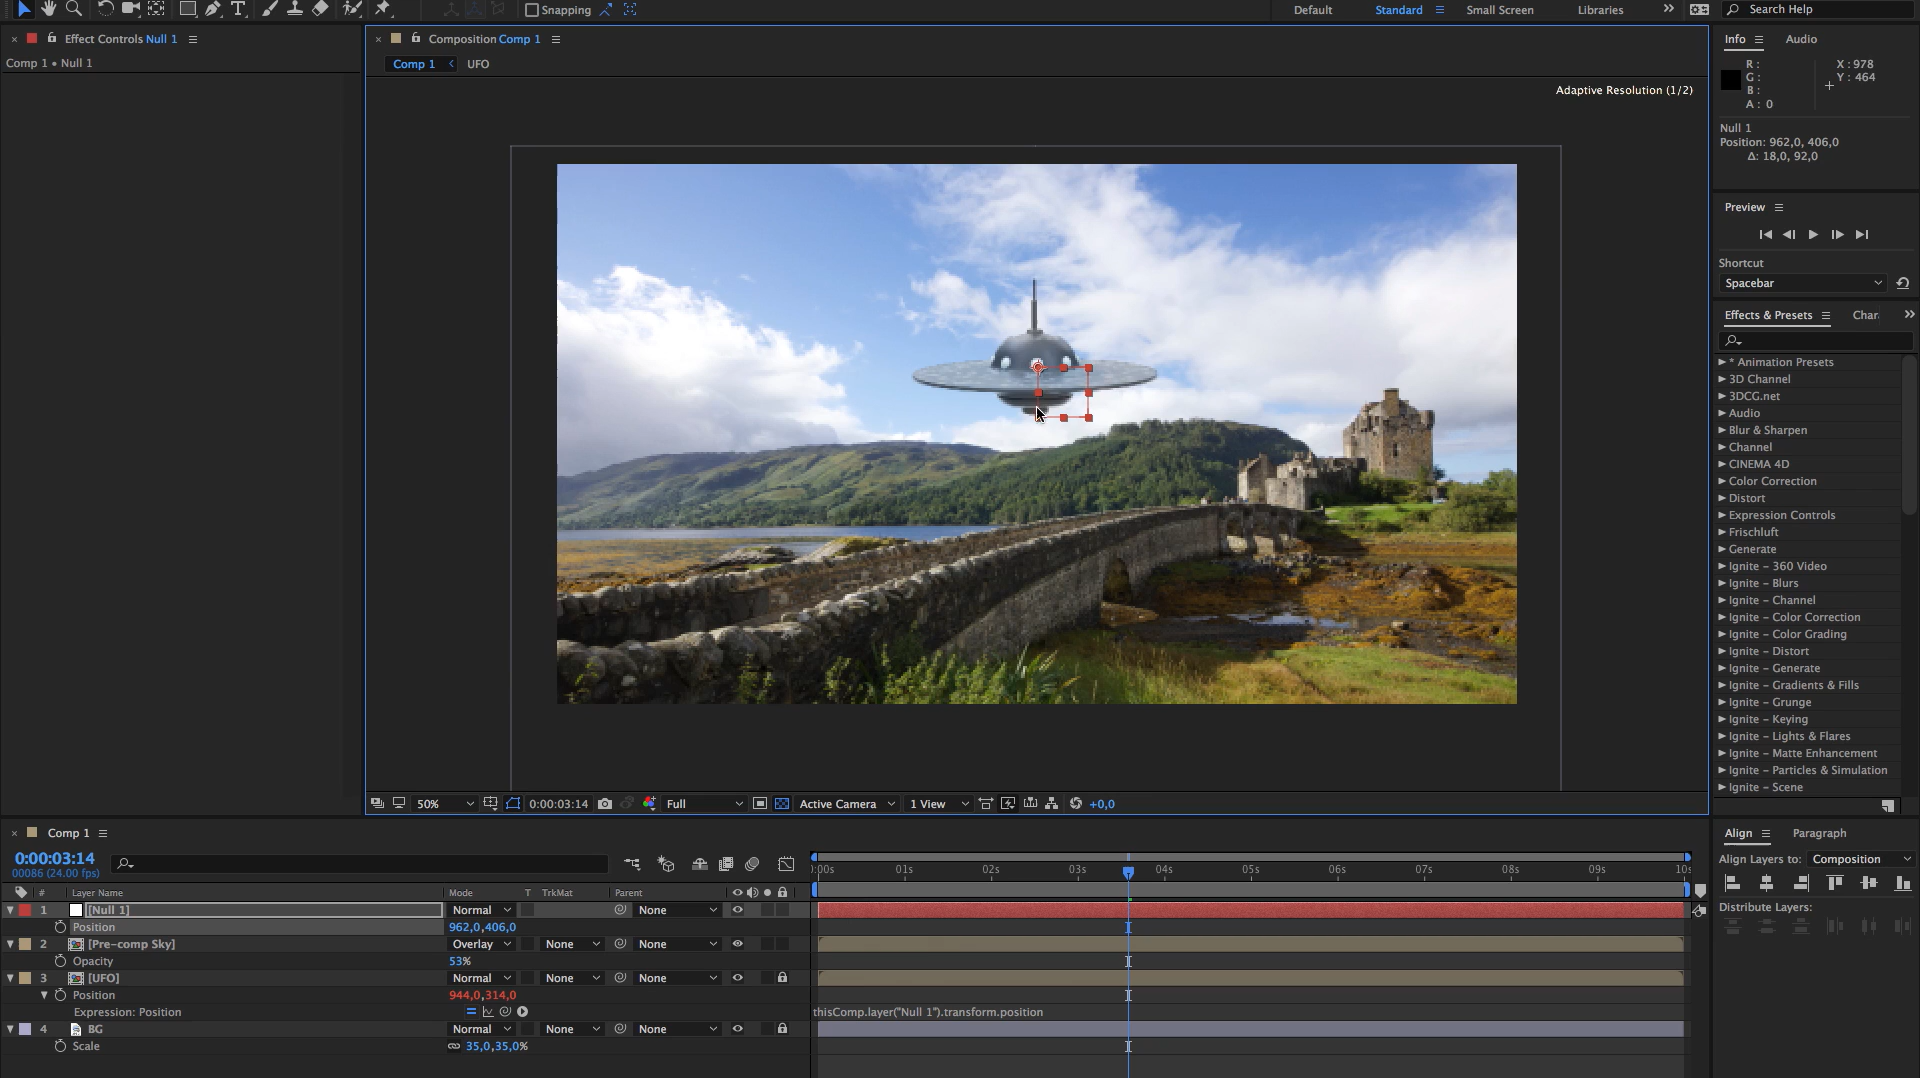 Snapping
Default
Standard
Small Screen
Libraries
Search Help
Effect Controls Null 1
Comp 1 • Null 1
Composition Comp 1
Comp 1
UFO
Adaptive Resolution (1/2)
Info
Audio
R :
G :
B :
A : 0
X : 978
Y : 464
Null 1
Position: 962,0, 406,0
Δ: 18,0, 92,0
Preview
Shortcut
Spacebar
Effects & Presets
Char
* Animation Presets
3D Channel
3DCG.net
Audio
Blur & Sharpen
Channel
CINEMA 4D
Color Correction
Distort
Expression Controls
Frischluft
Generate
Ignite – 360 Video
Ignite – Blurs
Ignite – Channel
Ignite – Color Correction
Ignite – Color Grading
Ignite – Distort
Ignite – Generate
Ignite – Gradients & Fills
Ignite – Grunge
Ignite – Keying
Ignite – Lights & Flares
Ignite – Matte Enhancement
Ignite – Particles & Simulation
Ignite – Scene
50%
0:00:03:14
Full
Active Camera
1 View
+0,0
Comp 1
0:00:03:14
00086 (24.00 fps)
:00s 01s 02s 03s 04s 05s 06s 07s 08s 09s 10s
# Layer Name Mode T TrkMat Parent
1 [Null 1] Normal None
Position 962,0,406,0
2 [Pre-comp Sky] Overlay None None
Opacity 53%
3 [UFO] Normal None None
Position 944,0,314,0
Expression: Position thisComp.layer("Null 1").transform.position
4 BG Normal None None
Scale 35,0,35,0%
Align
Paragraph
Align Layers to: Composition
Distribute Layers: